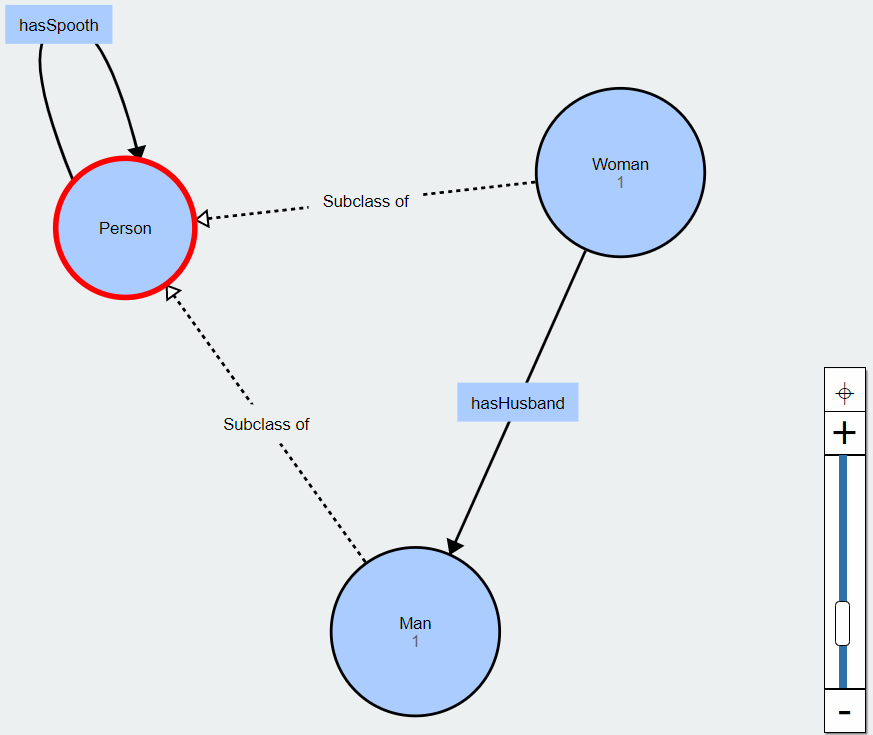 hasSpooth
Woman
1
Subclass of
Person
hasHusband
Subclass of
Man
1
+
-